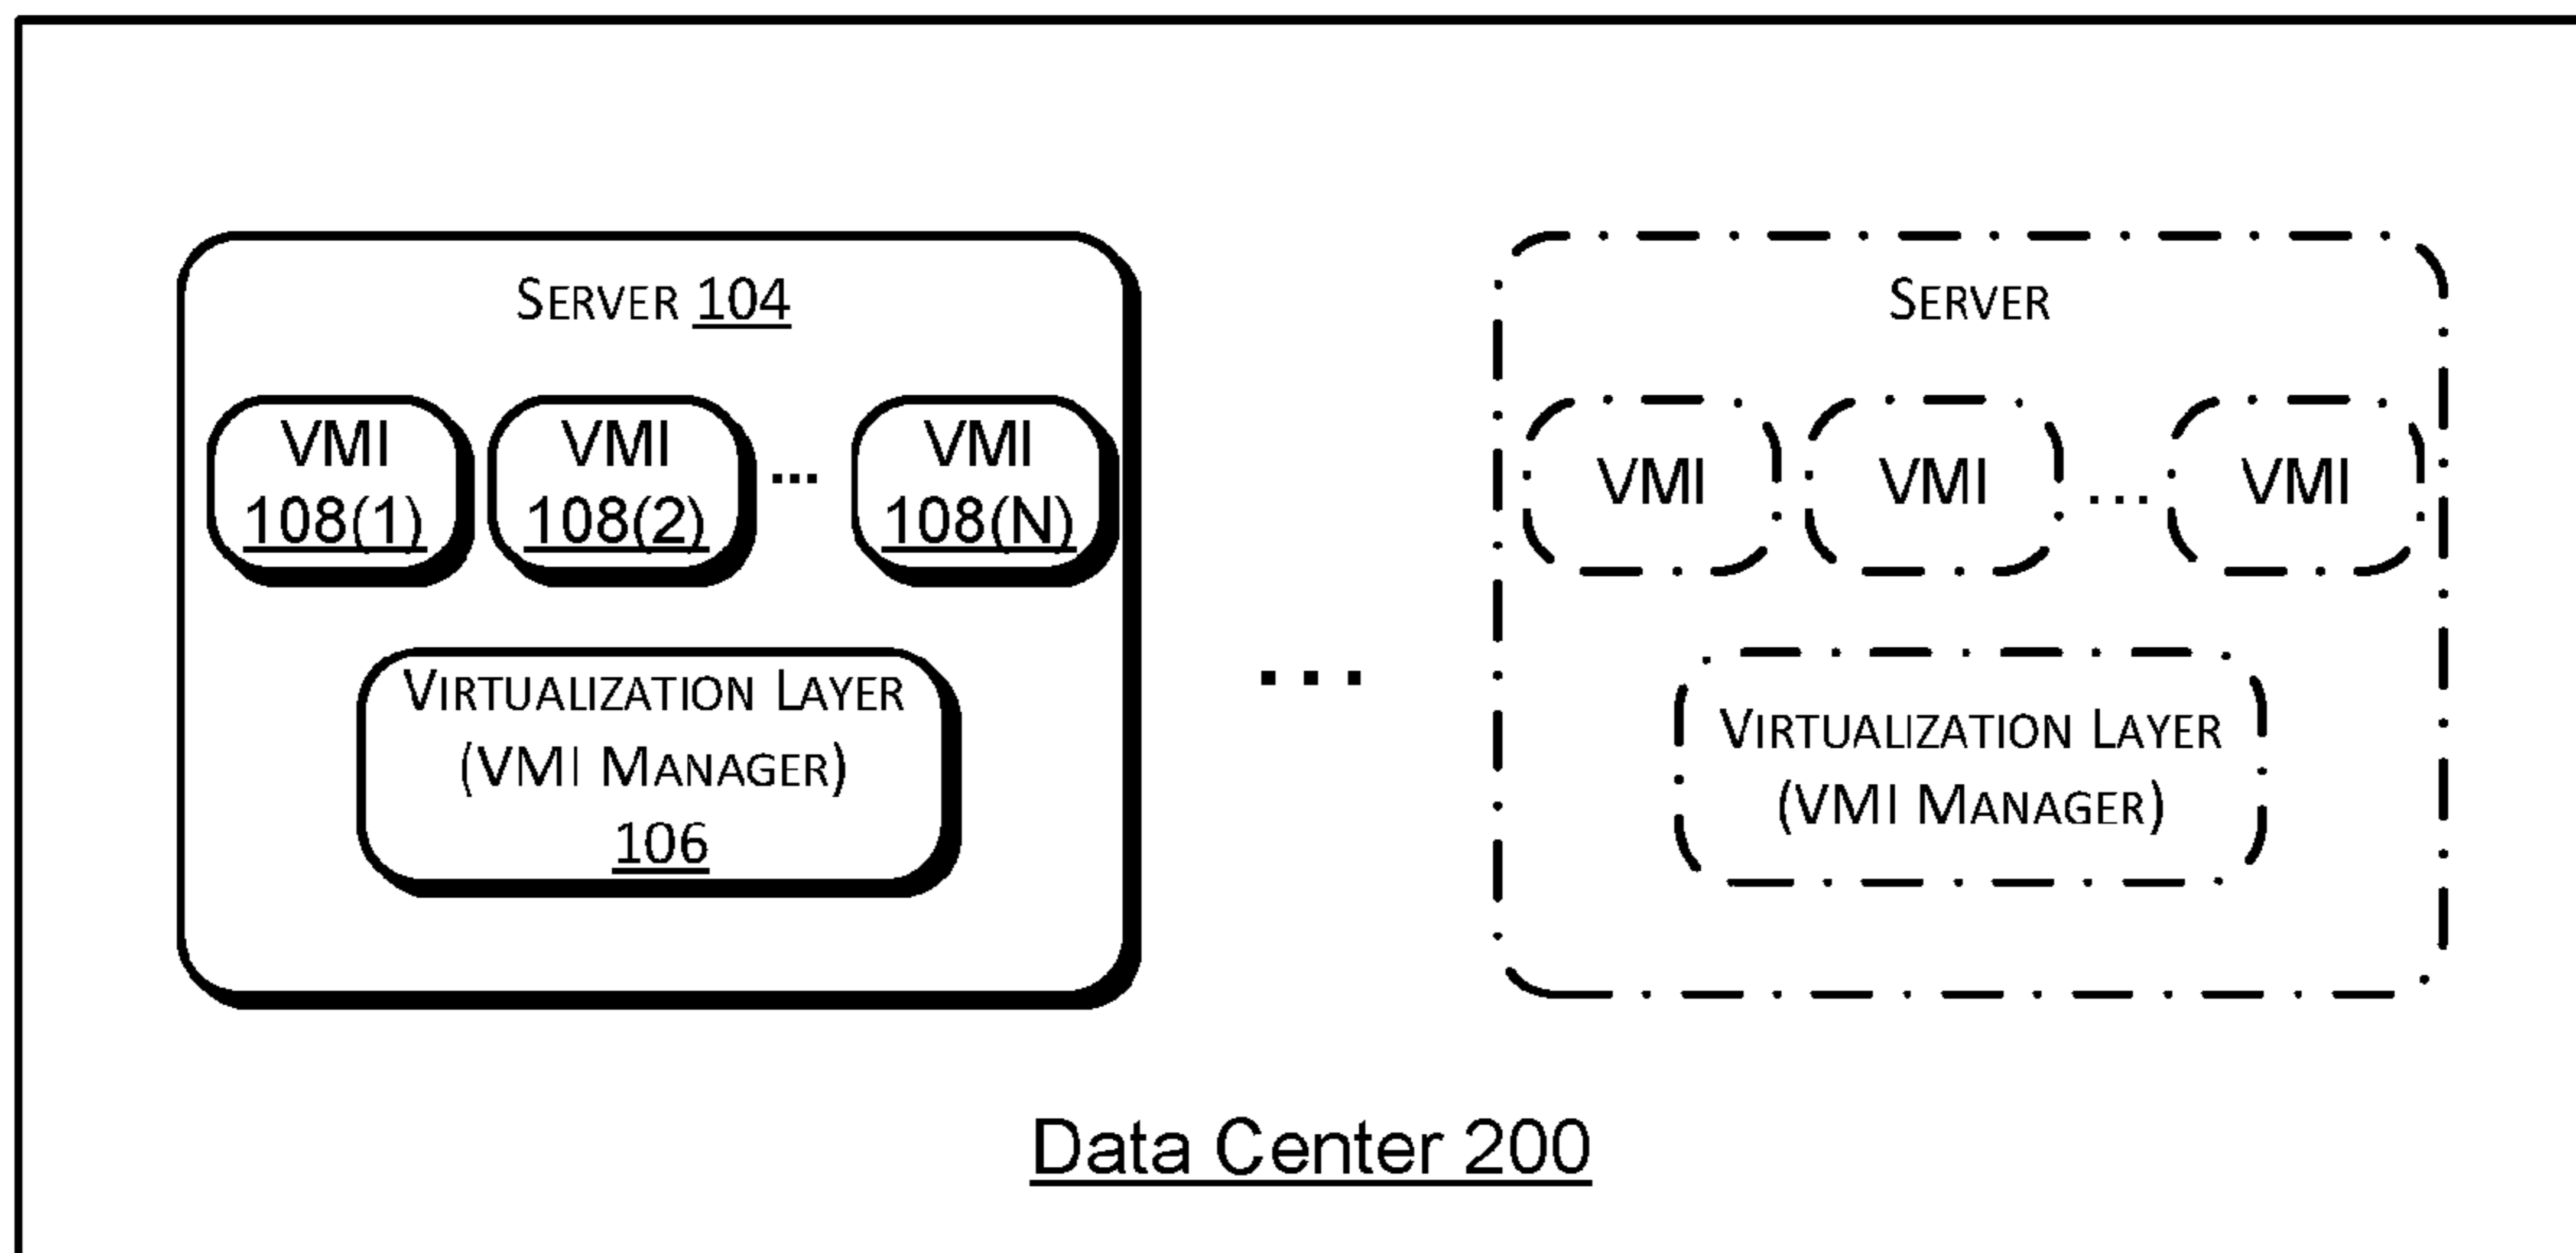 SERVER 104
VMI
108(1)
VMI
108(2)
...
VMI
108(N)
VIRTUALIZATION LAYER
(VMI MANAGER)
106
...
SERVER
VMI
VMI
...
VMI
VIRTUALIZATION LAYER
(VMI MANAGER)
Data Center 200